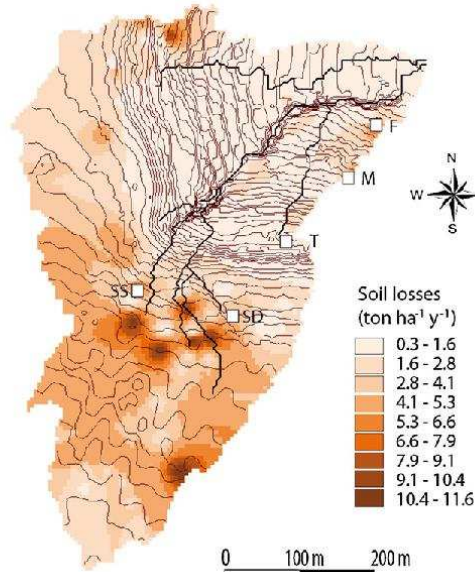 F
M
N
W E
S
T
SS
SD
Soil losses
(ton ha⁻¹ y⁻¹)
0.3 - 1.6
1.6 - 2.8
2.8 - 4.1
4.1 - 5.3
5.3 - 6.6
6.6 - 7.9
7.9 - 9.1
9.1 - 10.4
10.4 - 11.6
0 100 m 200 m